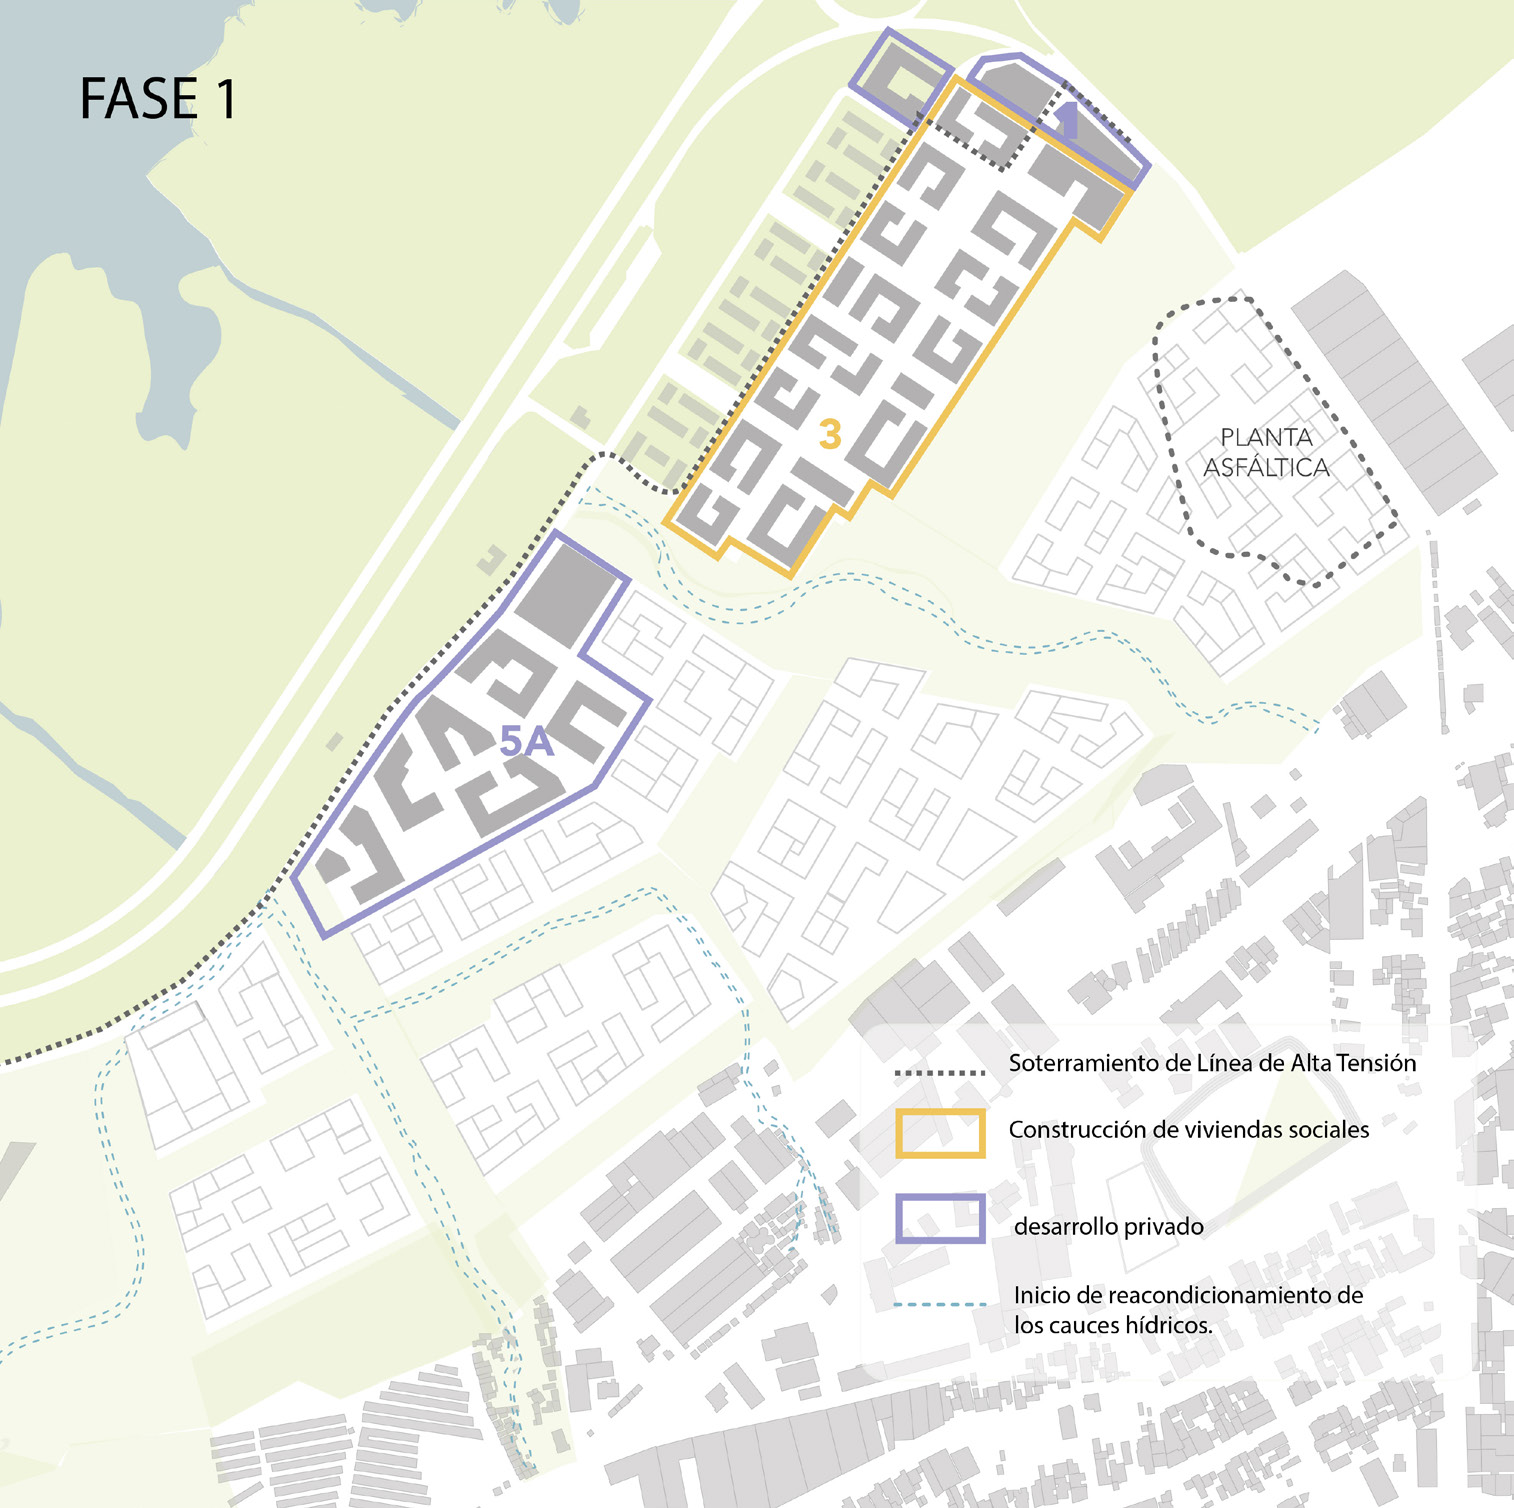 FASE 1
1
3
PLANTA
ASFÁLTICA
5A
Soterramiento de Línea de Alta Tensión
Construcción de viviendas sociales
desarrollo privado
Inicio de reacondicionamiento de
los cauces hídricos.